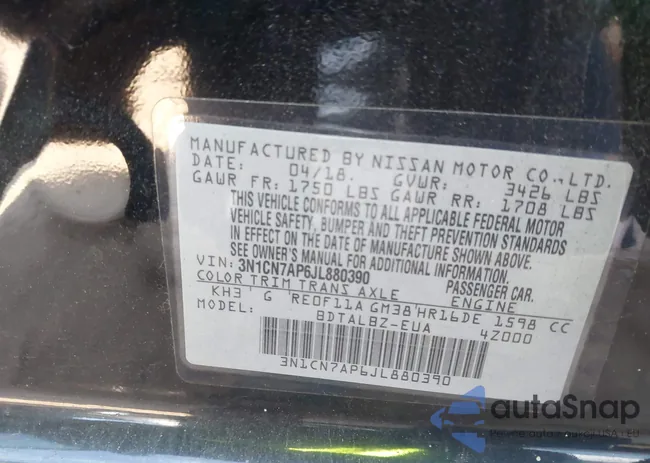 MANUFACTURED BY NISSAN MOTOR CO., LTD.
DATE: 04/18. GVWR: 3426 LBS
GAWR FR: 1750 LBS GAWR RR: 1708 LBS
THIS VEHICLE CONFORMS TO ALL APPLICABLE FEDERAL MOTOR
VEHICLE SAFETY, BUMPER AND THEFT PREVENTION STANDARDS
IN EFFECT ON THE DATE OF MANUFACTURE SHOWN ABOVE.
SEE OWNER'S MANUAL FOR ADDITIONAL INFORMATION
VIN: 3N1CN7AP6JL880390 PASSENGER CAR.
COLOR TRIM TRANS AXLE ENGINE
KH3 G RE0F11A GM38 HR16DE 1598 CC
MODEL: BDTALBZ-EUA 4Z000
3N1CN7AP6JL880390
autoSnap